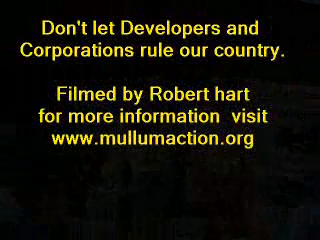 Don't let Developers and
Corporations rule our country.
Filmed by Robert hart
for more information  visit
www.mullumaction.org